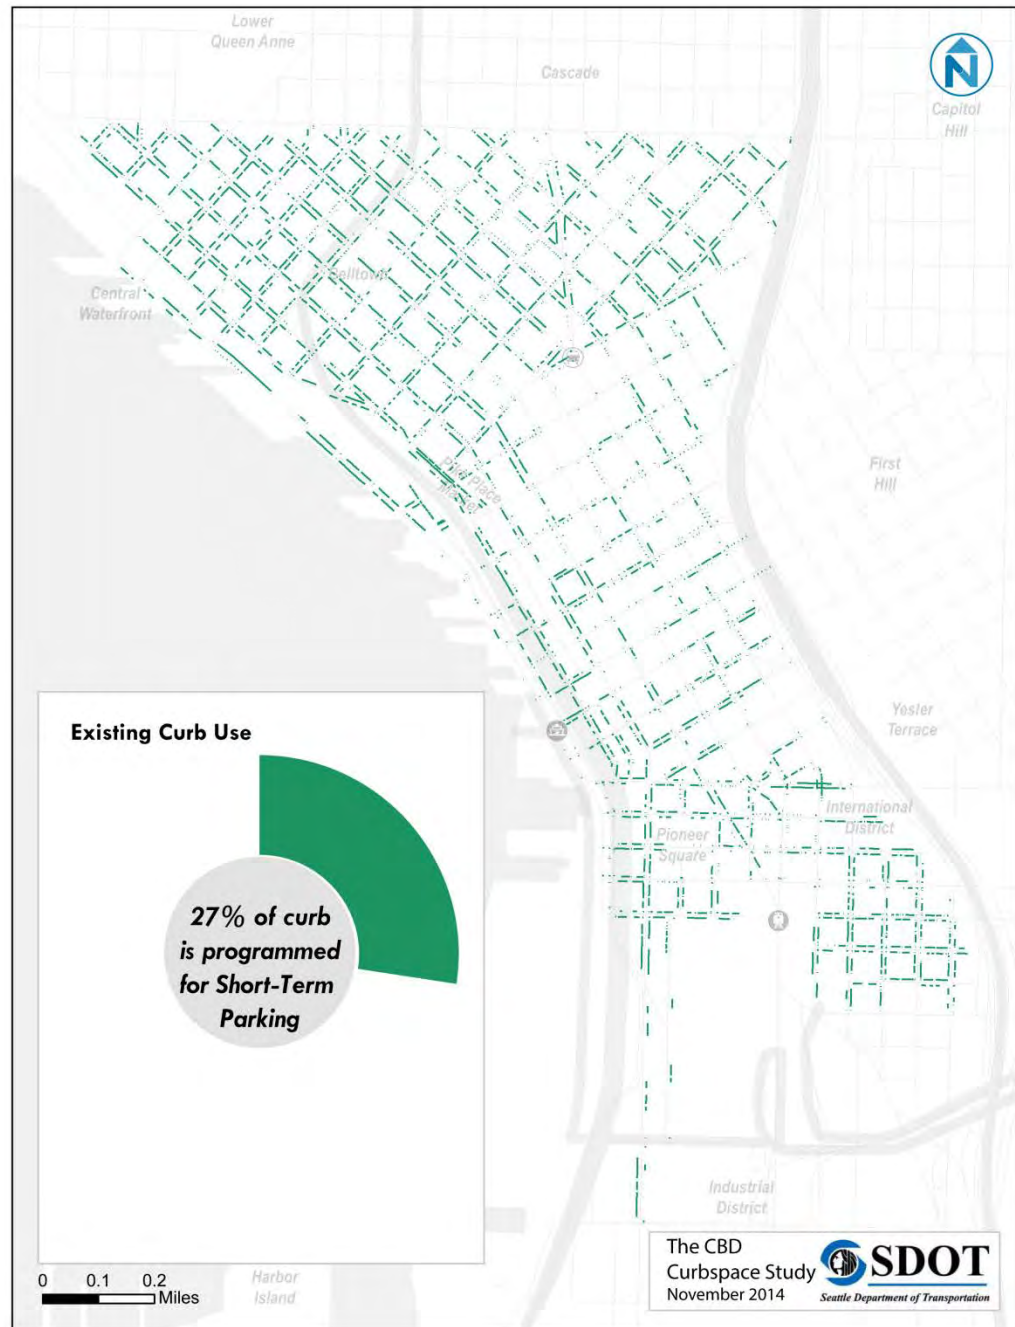 Lower
Queen Anne
Cascade
N
Capitol
Hill
Belltown
Central
Waterfront
Pike Place
Market
First
Hill
Existing Curb Use
27% of curb
is programmed
for Short-Term
Parking
Yesler
Terrace
International
District
Pioneer
Square
Industrial
District
Harbor
Island
0 0.1 0.2
Miles
The CBD
Curbspace Study
November 2014
SDOT
Seattle Department of Transportation